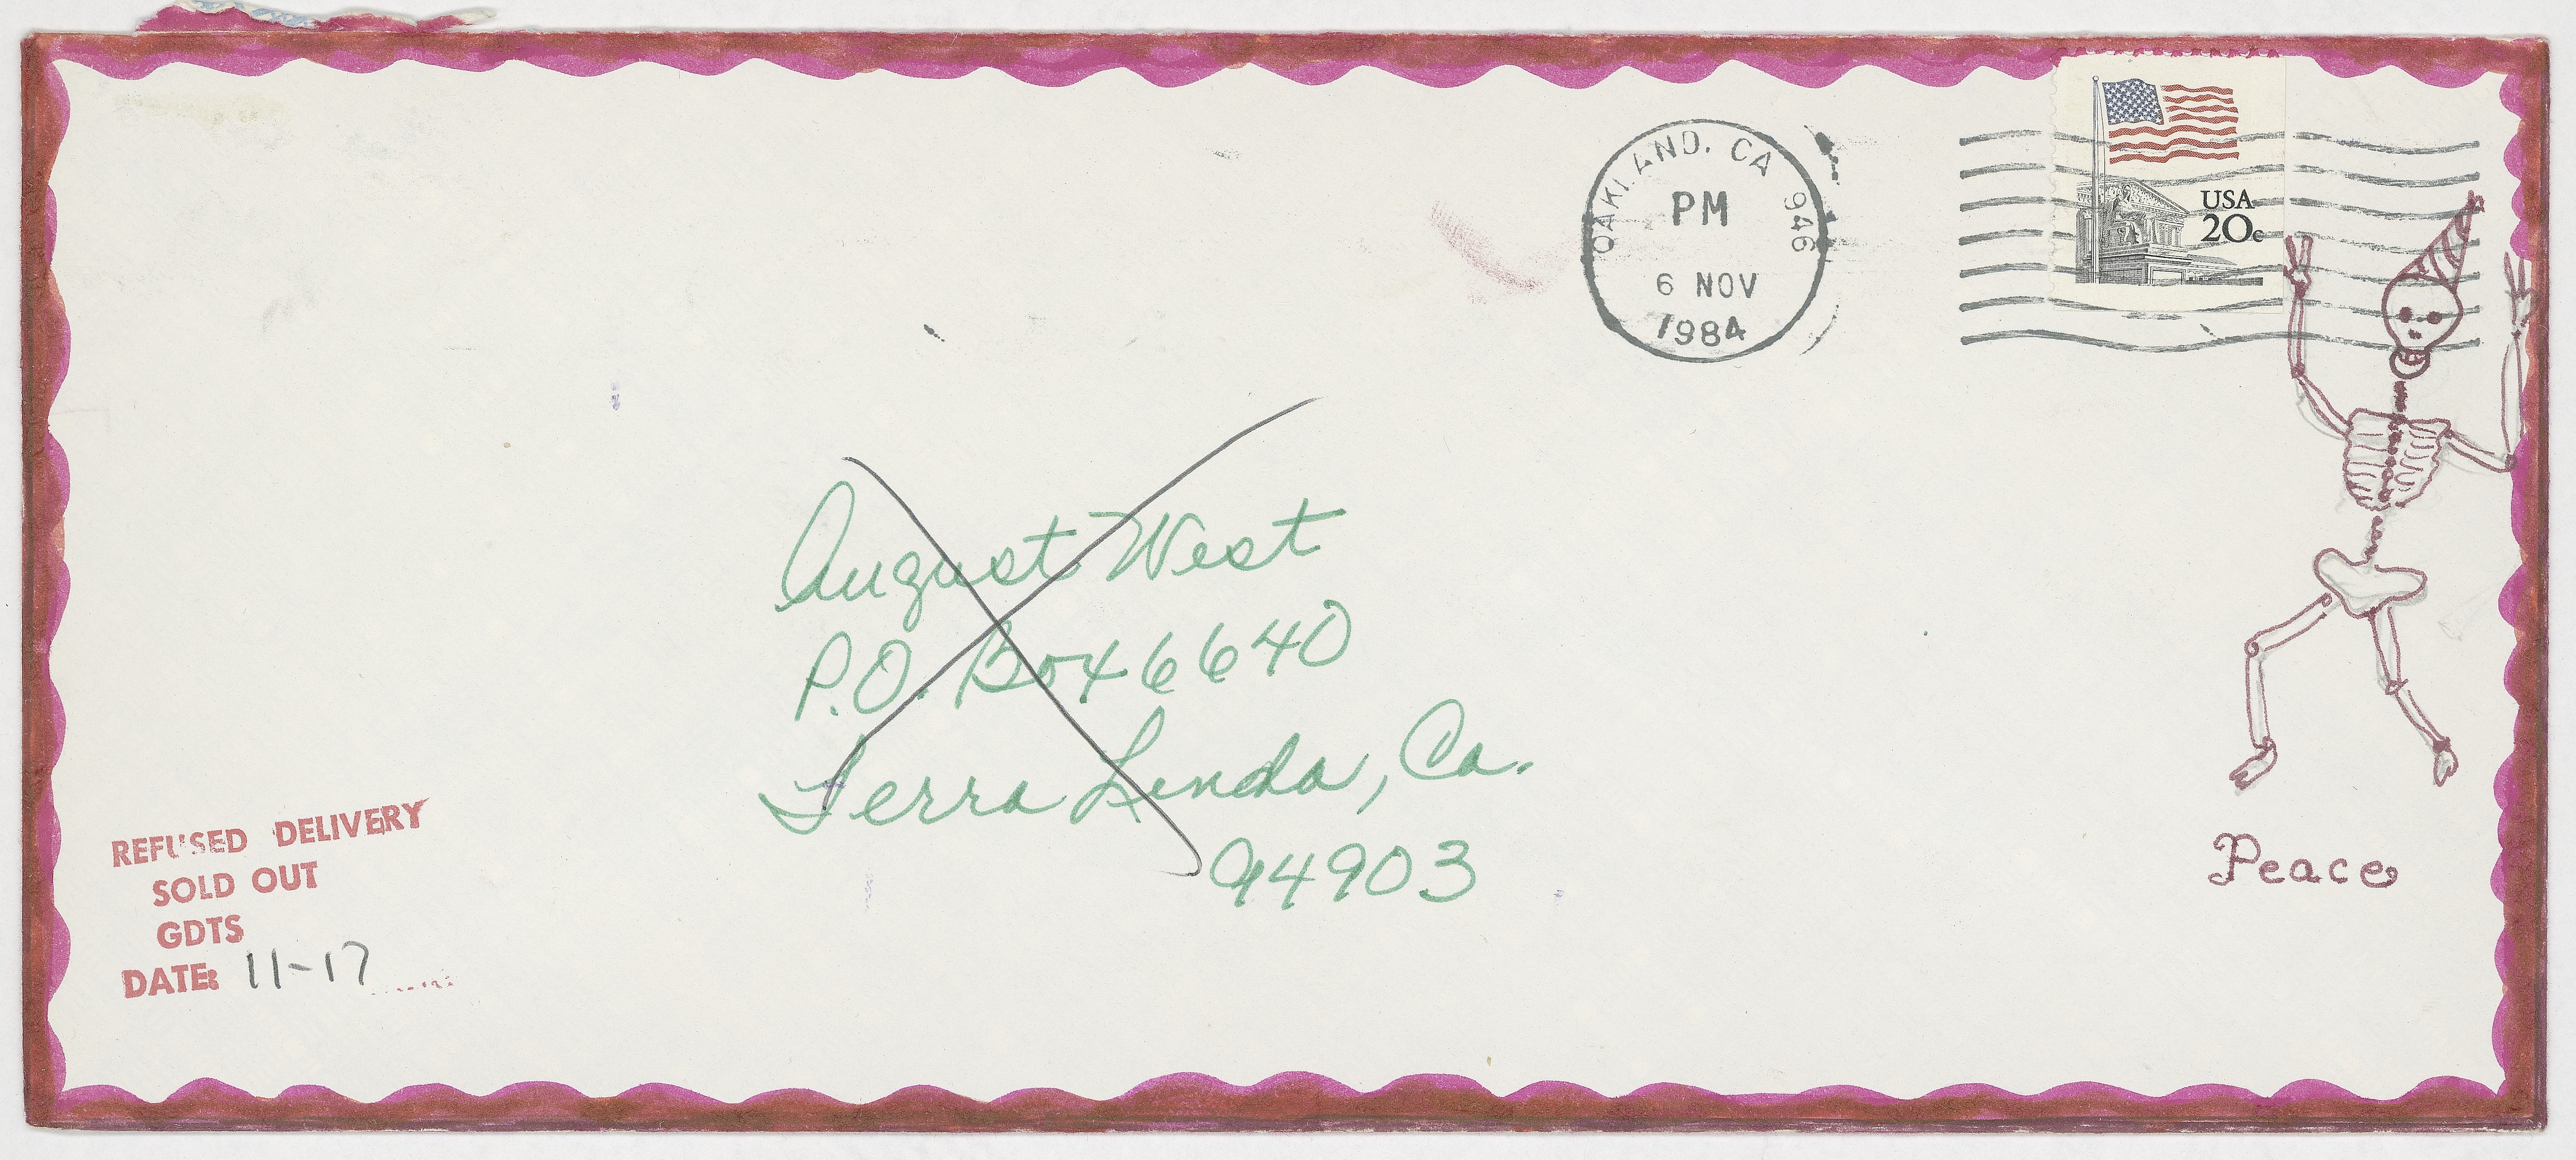 OAKLAND, CA 946
PM
6 NOV
1984
USA
20c
August West
P.O. Box 6640
Terra Linda, Ca.
94903
REFUSED DELIVERY
SOLD OUT
GDTS
DATE: 11-17
Peace